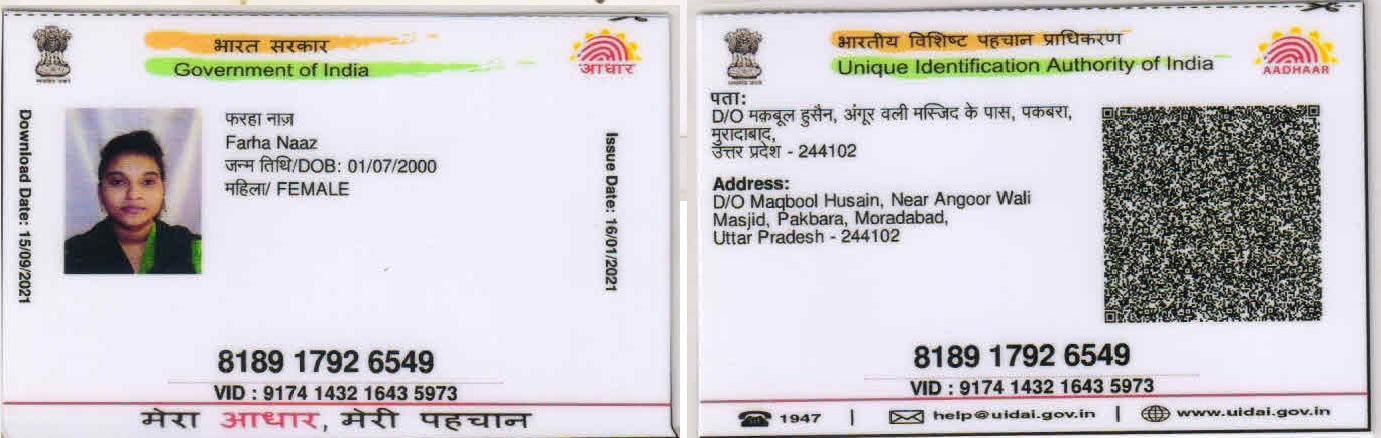 भारत सरकार
Government of India
आधार
Download Date: 15/09/2021
फरहा नाज़
Farha Naaz
जन्म तिथि/DOB: 01/07/2000
महिला/ FEMALE
Issue Date: 16/01/2021
8189 1792 6549
VID : 9174 1432 1643 5973
मेरा आधार, मेरी पहचान
भारतीय विशिष्ट पहचान प्राधिकरण
Unique Identification Authority of India
AADHAAR
पता:
D/O मक़बूल हुसैन, अंगूर वली मस्जिद के पास, पकबरा,
मुरादाबाद,
उत्तर प्रदेश - 244102
Address:
D/O Maqbool Husain, Near Angoor Wali
Masjid, Pakbara, Moradabad,
Uttar Pradesh - 244102
8189 1792 6549
VID : 9174 1432 1643 5973
1947 | help@uidai.gov.in | www.uidai.gov.in